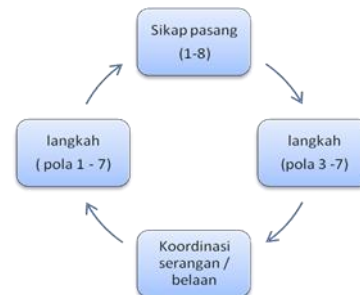 Sikap pasang
(1-8)
langkah
(pola 3 -7)
Koordinasi
serangan /
belaan
langkah
( pola 1 - 7)